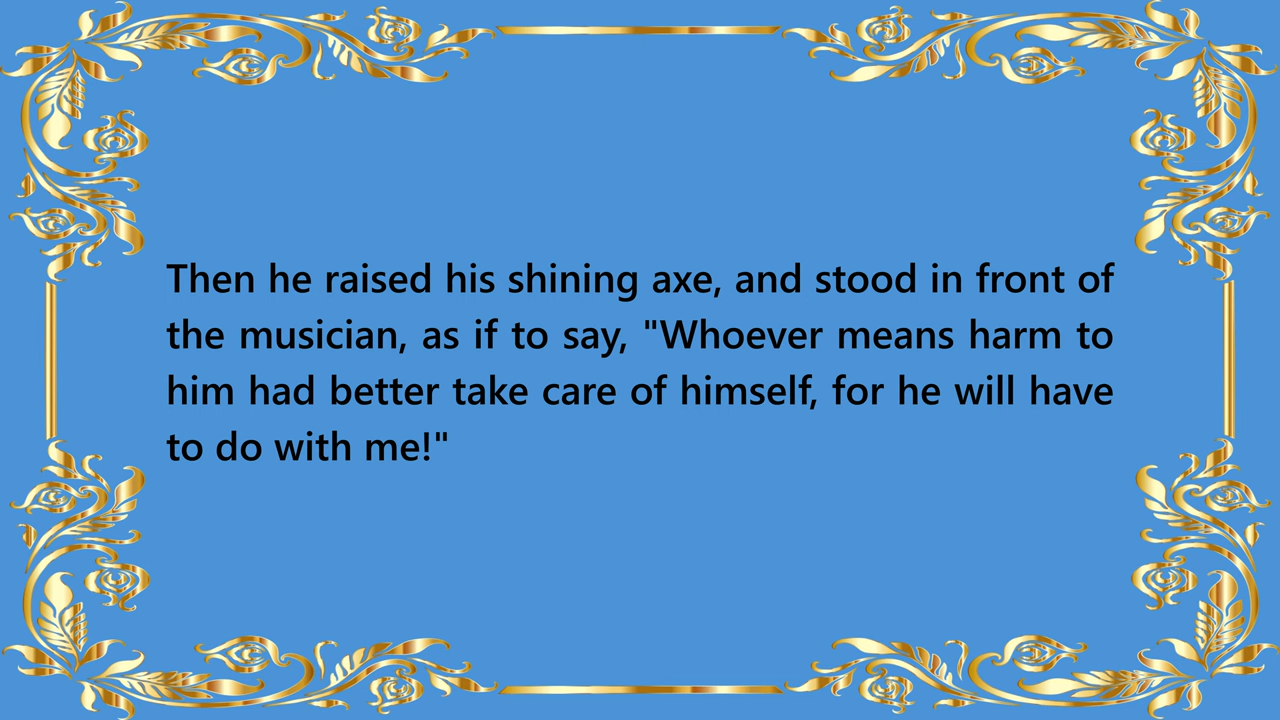 Then he raised his shining axe, and stood in front of
the musician, as if to say, "Whoever means harm to
him had better take care of himself, for he will have
to do with me!"